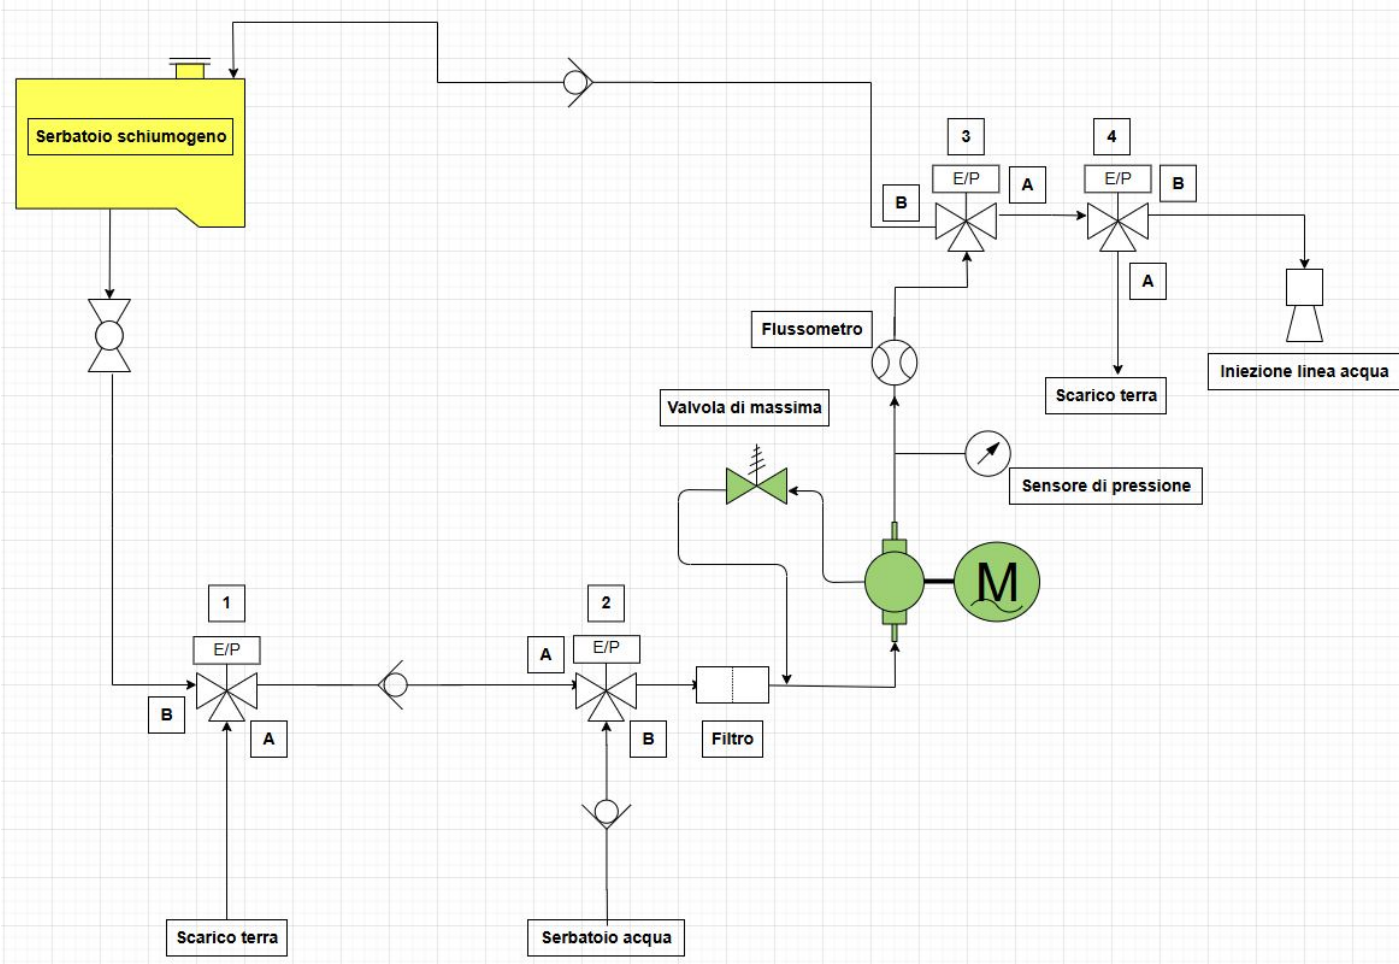 Serbatoio schiumogeno
3
4
E/P
E/P
A
B
B
A
Flussometro
Iniezione linea acqua
Scarico terra
Valvola di massima
Sensore di pressione
M
1
2
E/P
E/P
A
B
A
B
Filtro
Scarico terra
Serbatoio acqua